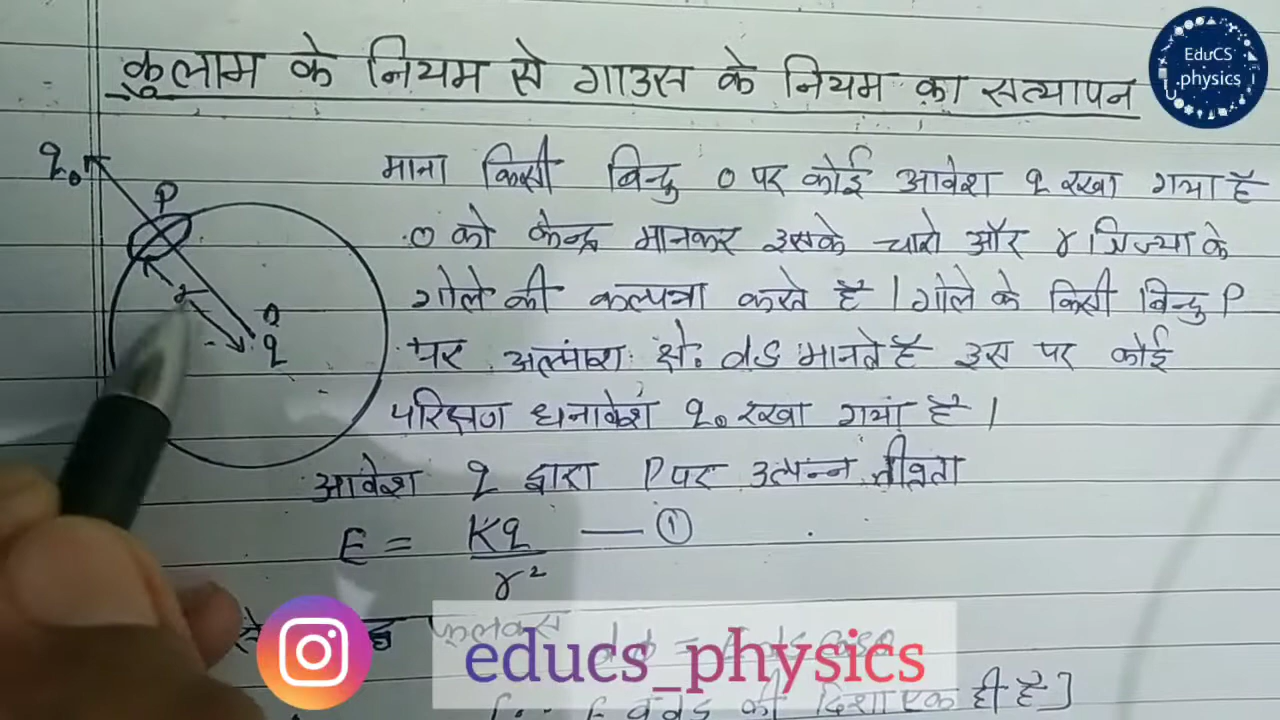 EduCS
physics
कूलाम के नियम से गाउस के नियम का सत्यापन
q₀
P
r
O
q
माना किसी बिन्दु O पर कोई आवेश q रखा गया है
O को केन्द्र मानकर उसके चारो और r त्रिज्या के
गोले की कल्पना करते है । गोले के किसी बिन्दु P
पर अल्पांश क्षे॰ ds मानते है उस पर कोई
परिक्षण धनावेश q₀ रखा गया है ।
आवेश q द्वारा P पर उत्पन्न तीव्रता
E = Kq/r² — ①
educs_physics
की दिशा एक ही है ]